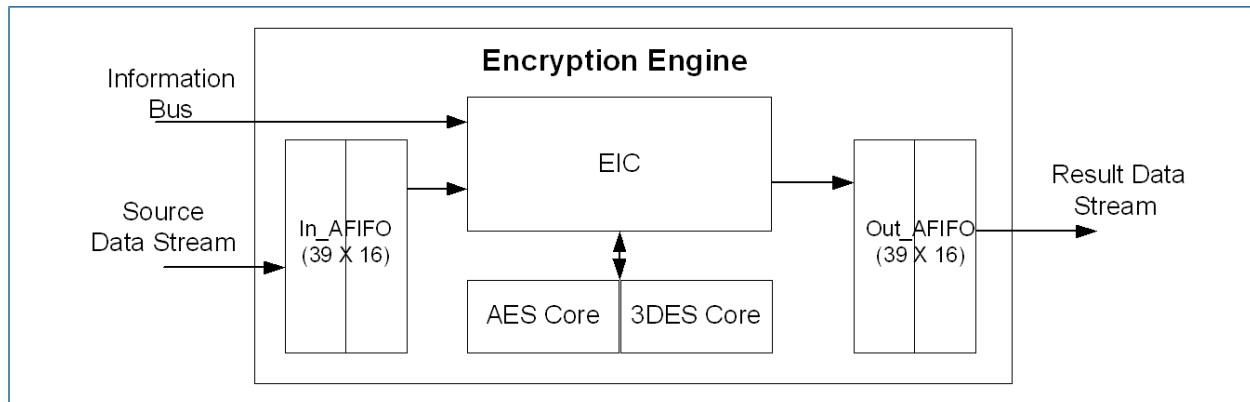 Encryption Engine
Information
Bus
EIC
Source
Data Stream
In_AFIFO
(39 X 16)
Out_AFIFO
(39 X 16)
Result Data
Stream
AES Core
3DES Core